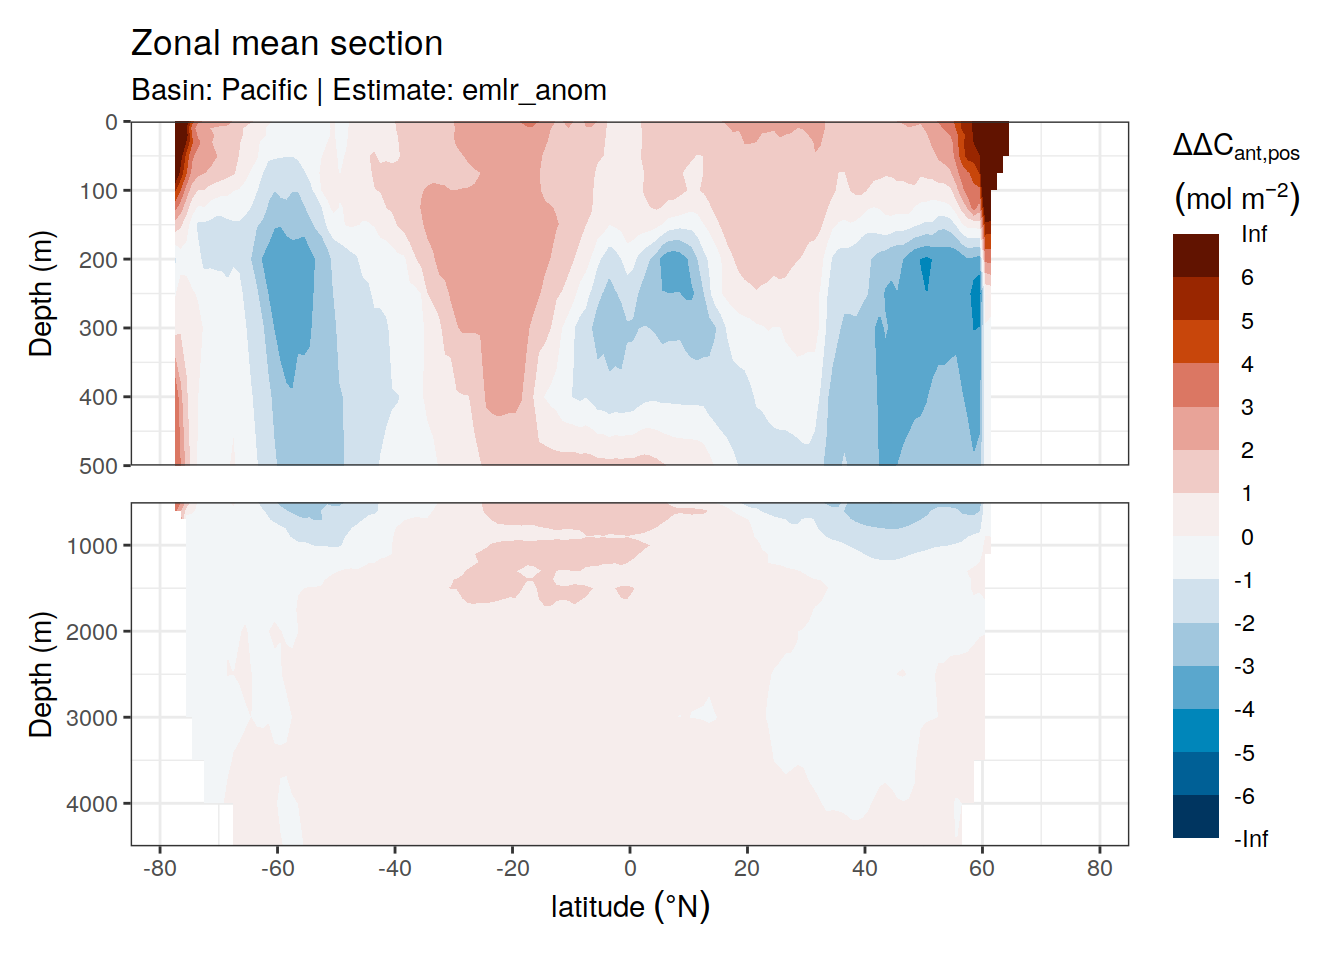 Zonal mean section
Basin: Pacific | Estimate: emlr_anom
0
100
200
300
400
500
Depth (m)
1000
2000
3000
4000
Depth (m)
-80 -60 -40 -20 0 20 40 60 80
latitude (°N)
ΔΔC_ant,pos
(mol m⁻²)
Inf
6
5
4
3
2
1
0
-1
-2
-3
-4
-5
-6
-Inf